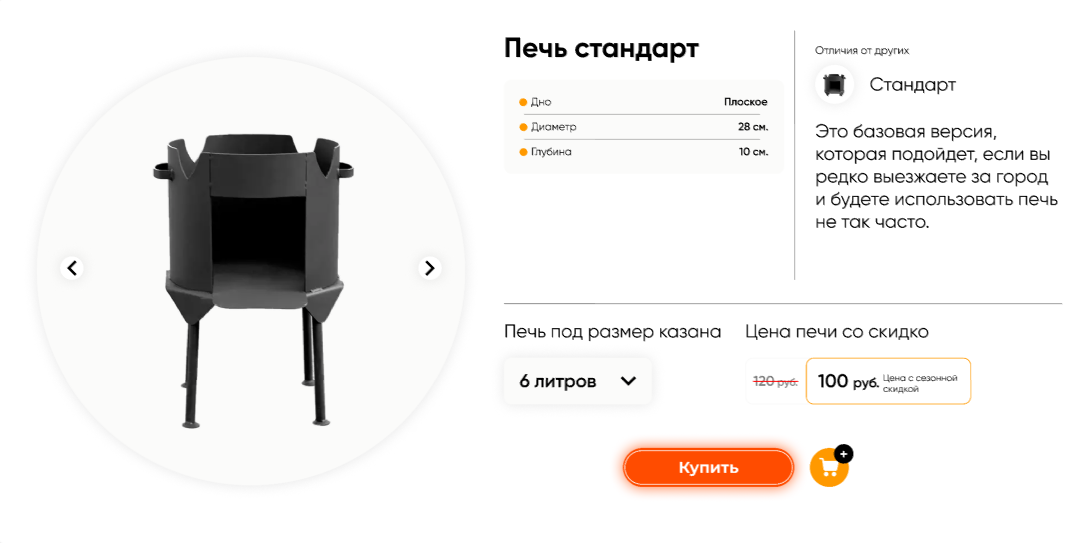 Печь стандарт
Дно Плоское
Диаметр 28 см.
Глубина 10 см.
Отличия от других
Стандарт
Это базовая версия,
которая подойдет, если вы
редко выезжаете за город
и будете использовать печь
не так часто.
Печь под размер казана
6 литров
Цена печи со скидко
120 руб.
100 руб. Цена с сезонной
скидкой
Купить
+